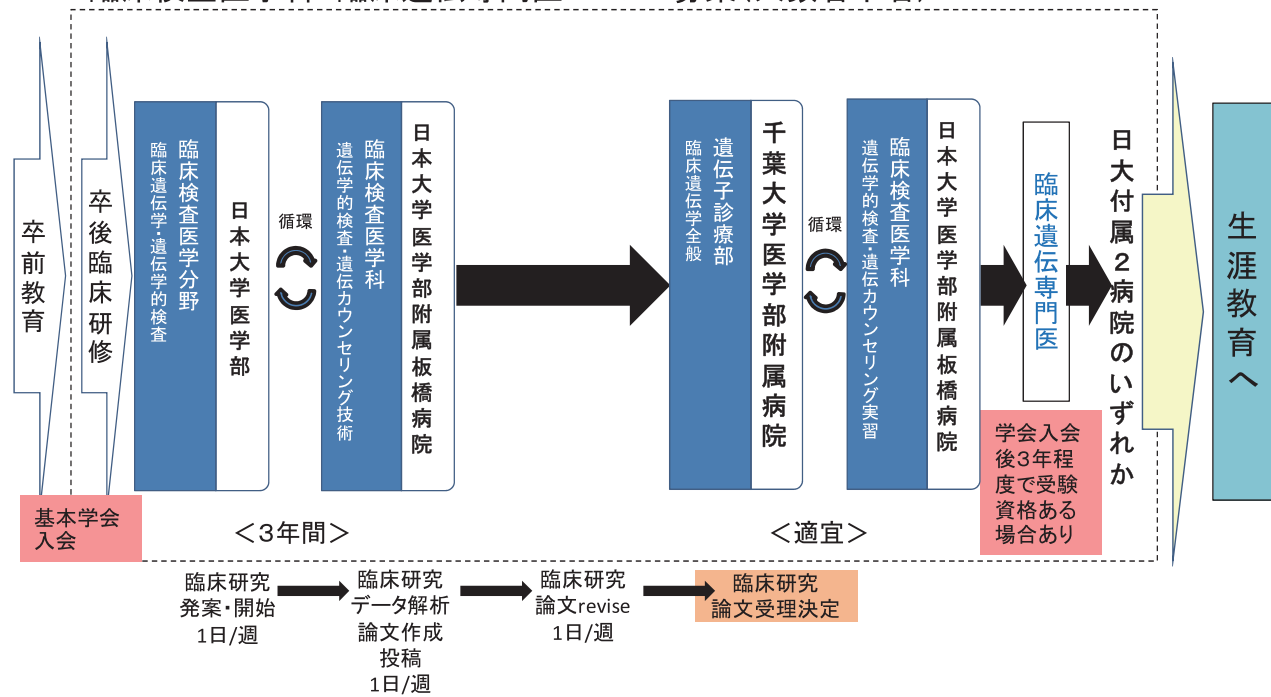 卒前教育
卒後臨床研修
臨床検査医学分野
臨床遺伝学・遺伝学的検査
日本大学医学部
循環
臨床検査医学科
遺伝学的検査・遺伝カウンセリング技術
日本大学医学部附属板橋病院
遺伝子診療部
臨床遺伝学全般
千葉大学医学部附属病院
循環
臨床検査医学科
遺伝学的検査・遺伝カウンセリング実習
日本大学医学部附属板橋病院
臨床遺伝専門医
日大付属2病院のいずれか
生涯教育へ
基本学会
入会
＜3年間＞
＜適宜＞
学会入会
後3年程
度で受験
資格ある
場合あり
臨床研究
発案・開始
1日/週
臨床研究
データ解析
論文作成
投稿
1日/週
臨床研究
論文revise
1日/週
臨床研究
論文受理決定